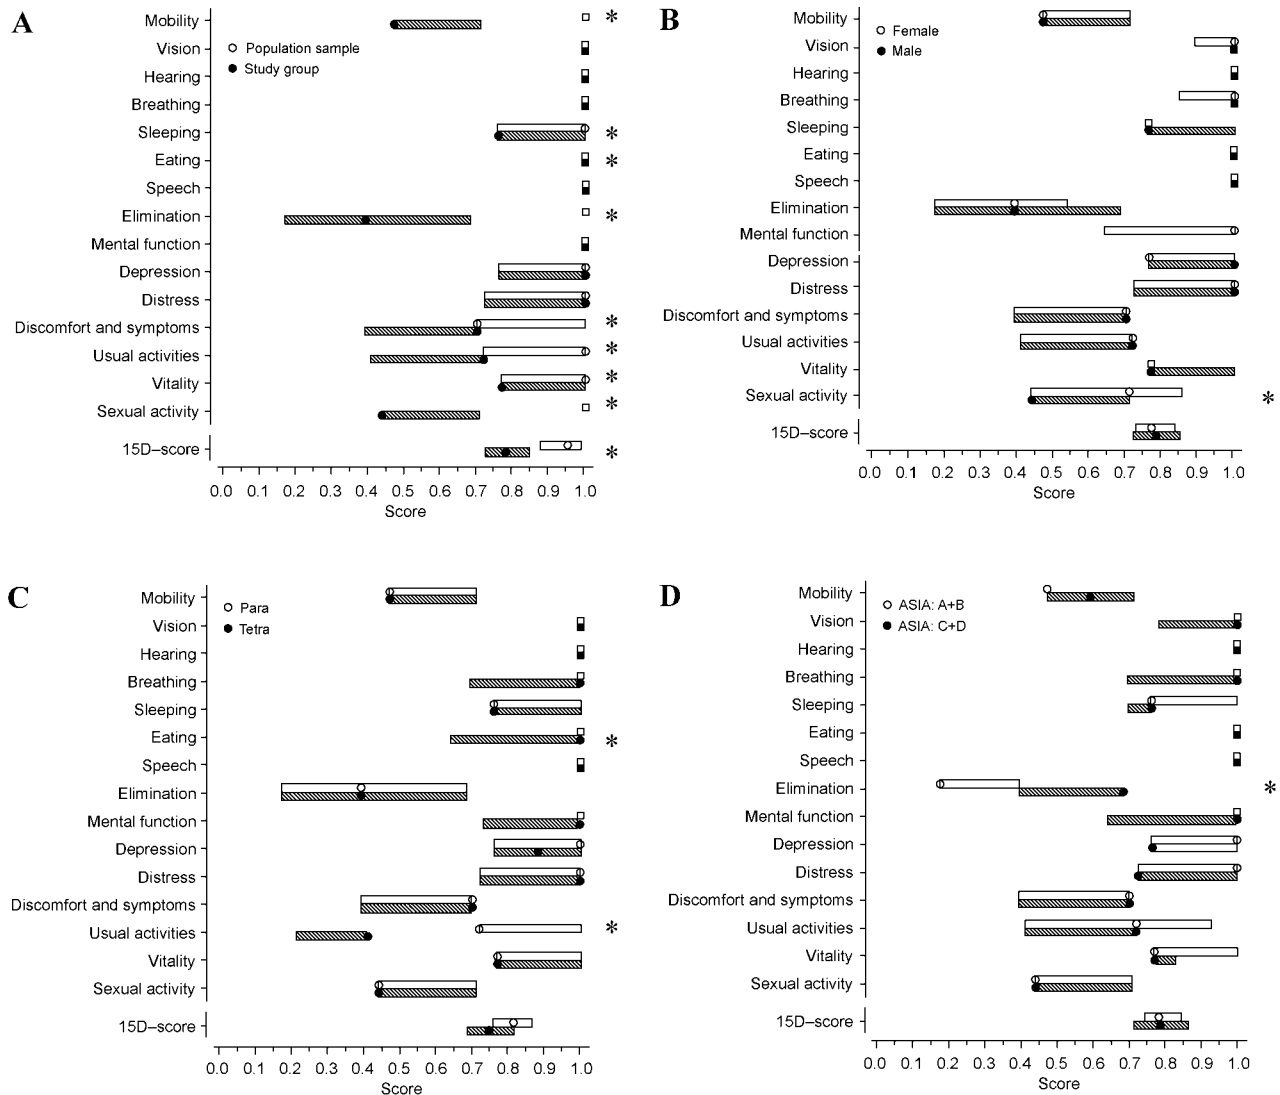 A
Population sample
Study group
Mobility *
Vision
Hearing
Breathing
Sleeping *
Eating *
Speech
Elimination *
Mental function
Depression
Distress
Discomfort and symptoms *
Usual activities *
Vitality *
Sexual activity *
15D–score *
0.0 0.1 0.2 0.3 0.4 0.5 0.6 0.7 0.8 0.9 1.0
Score
B
Female
Male
Mobility
Vision
Hearing
Breathing
Sleeping
Eating
Speech
Elimination
Mental function
Depression
Distress
Discomfort and symptoms
Usual activities
Vitality
Sexual activity *
15D–score
0.0 0.1 0.2 0.3 0.4 0.5 0.6 0.7 0.8 0.9 1.0
Score
C
Para
Tetra
Mobility
Vision
Hearing
Breathing
Sleeping
Eating *
Speech
Elimination
Mental function
Depression
Distress
Discomfort and symptoms
Usual activities *
Vitality
Sexual activity
15D–score
0.0 0.1 0.2 0.3 0.4 0.5 0.6 0.7 0.8 0.9 1.0
Score
D
ASIA: A+B
ASIA: C+D
Mobility
Vision
Hearing
Breathing
Sleeping
Eating
Speech
Elimination *
Mental function
Depression
Distress
Discomfort and symptoms
Usual activities
Vitality
Sexual activity
15D–score
0.0 0.1 0.2 0.3 0.4 0.5 0.6 0.7 0.8 0.9 1.0
Score